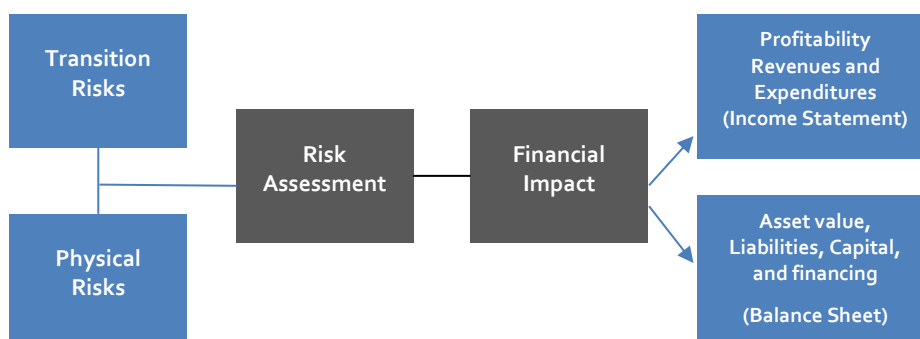 Transition
Risks
Physical
Risks
Risk
Assessment
Financial
Impact
Profitability
Revenues and
Expenditures
(Income Statement)
Asset value,
Liabilities, Capital,
and financing
(Balance Sheet)